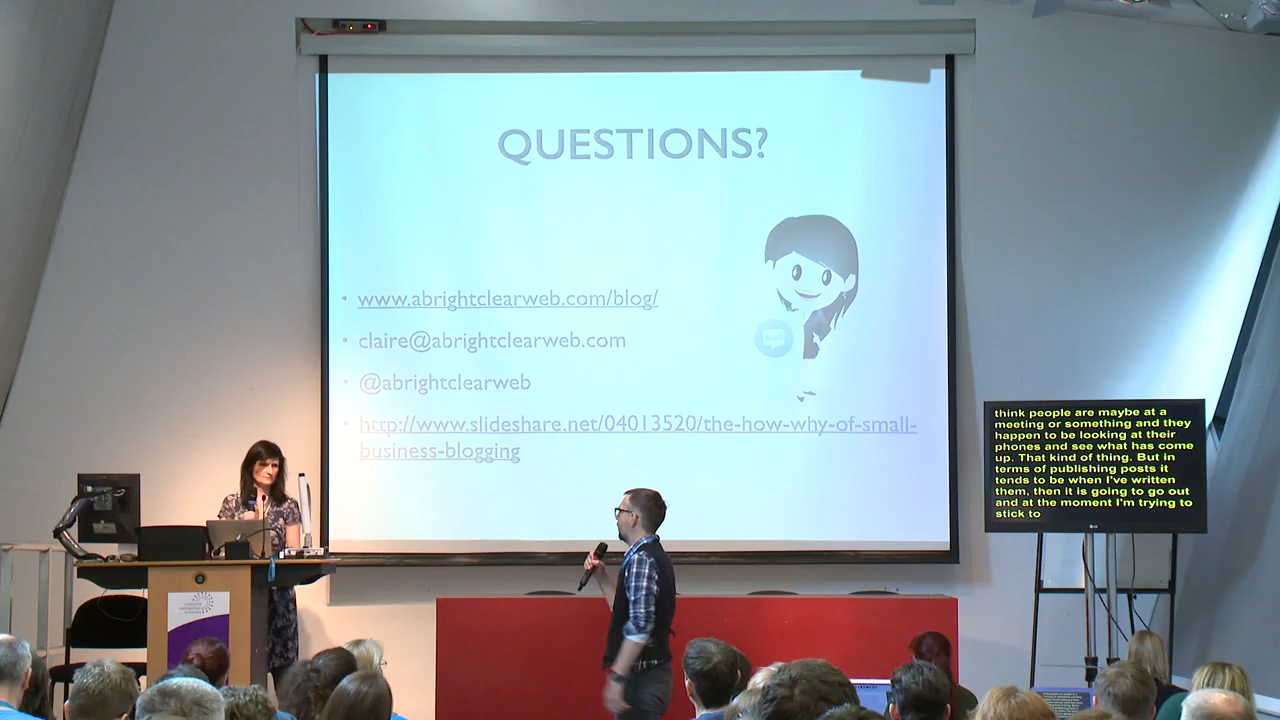 QUESTIONS?
www.abrightclearweb.com/blog/
claire@abrightclearweb.com
@abrightclearweb
http://www.slideshare.net/04013520/the-how-why-of-small-
business-blogging
think people are maybe at a
meeting or something and they
happen to be looking at their
phones and see what has come
up. That kind of thing. But in
terms of publishing posts it
tends to be when I've written
them, then it is going to go out
and at the moment I'm trying to
stick to
LG